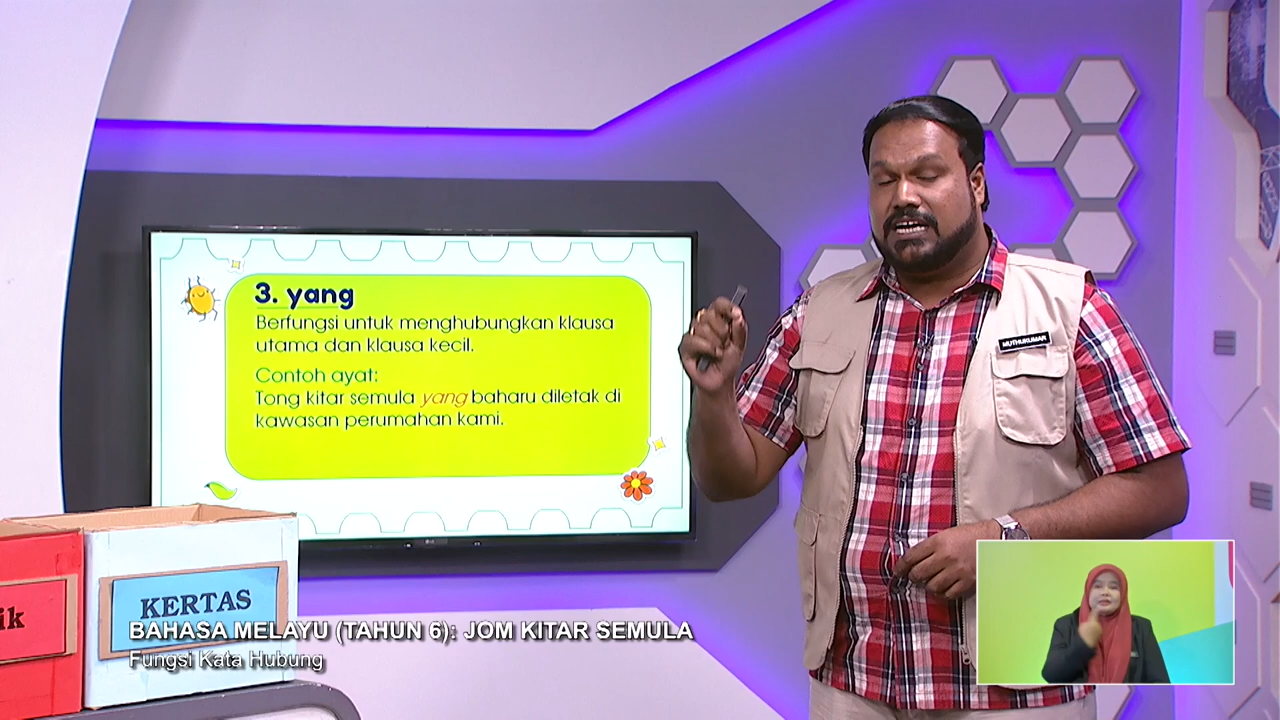 3. yang
Berfungsi untuk menghubungkan klausa
utama dan klausa kecil.
Contoh ayat:
Tong kitar semula yang baharu diletak di
kawasan perumahan kami.
MUTHUKUMAR
ik
KERTAS
BAHASA MELAYU (TAHUN 6): JOM KITAR SEMULA
Fungsi Kata Hubung